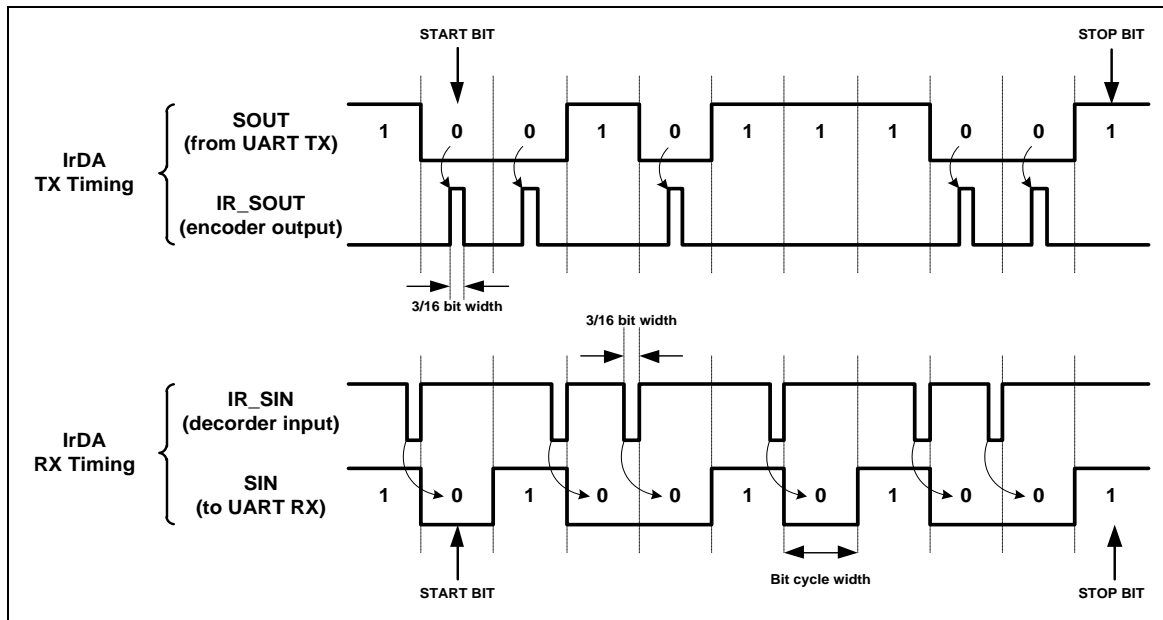 START BIT
STOP BIT
IrDA
TX Timing
SOUT
(from UART TX)
1 0 0 1 0 1 1 1 0 0 1
IR_SOUT
(encoder output)
3/16 bit width
3/16 bit width
IrDA
RX Timing
IR_SIN
(decorder input)
SIN
(to UART RX)
1 0 1 0 0 1 0 1 0 0 1
Bit cycle width
START BIT
STOP BIT